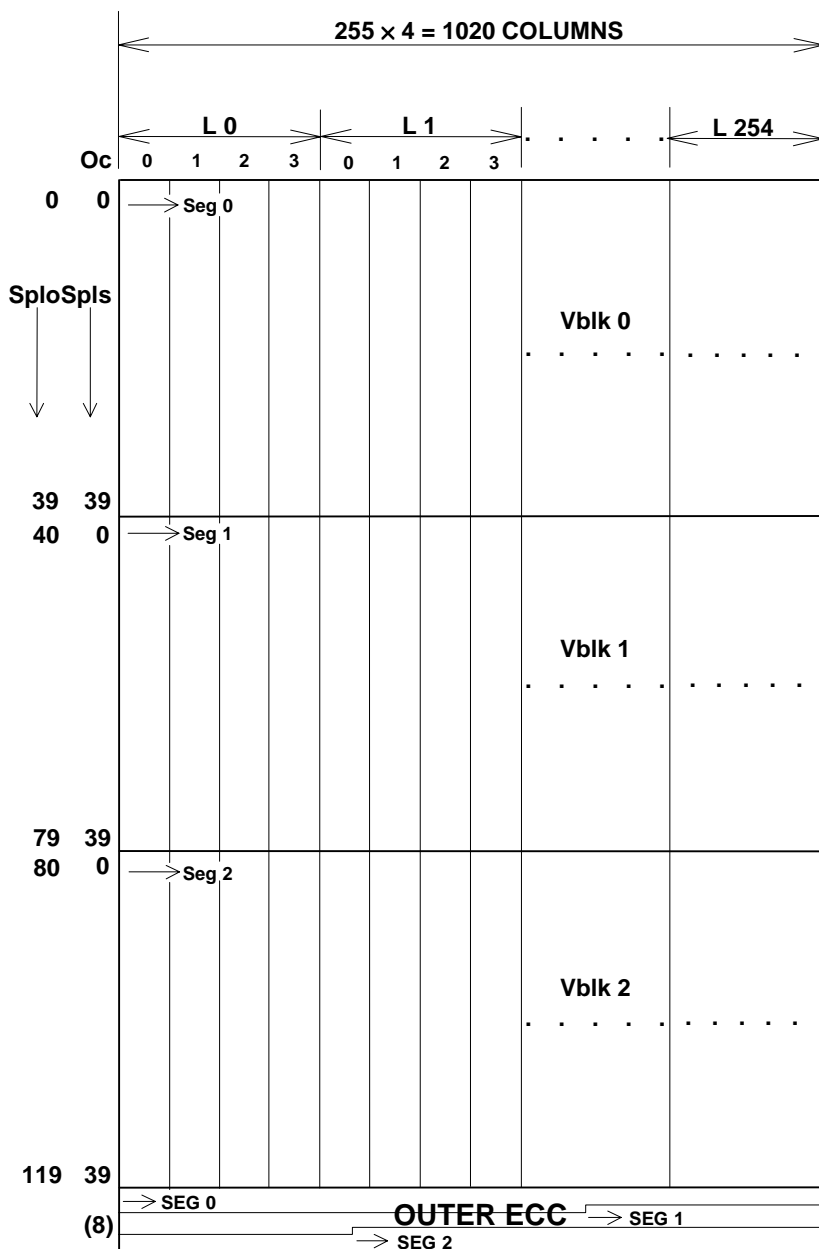 255 × 4 = 1020 COLUMNS
L 0 L 1 . . . . . L 254
Oc 0 1 2 3 0 1 2 3
0 0 Seg 0
Splo Spls
Vblk 0
. . . . . . . . . .
39 39
40 0 Seg 1
Vblk 1
. . . . . . . . . .
79 39
80 0 Seg 2
Vblk 2
. . . . . . . . . .
119 39
SEG 0
(8) OUTER ECC SEG 1
SEG 2